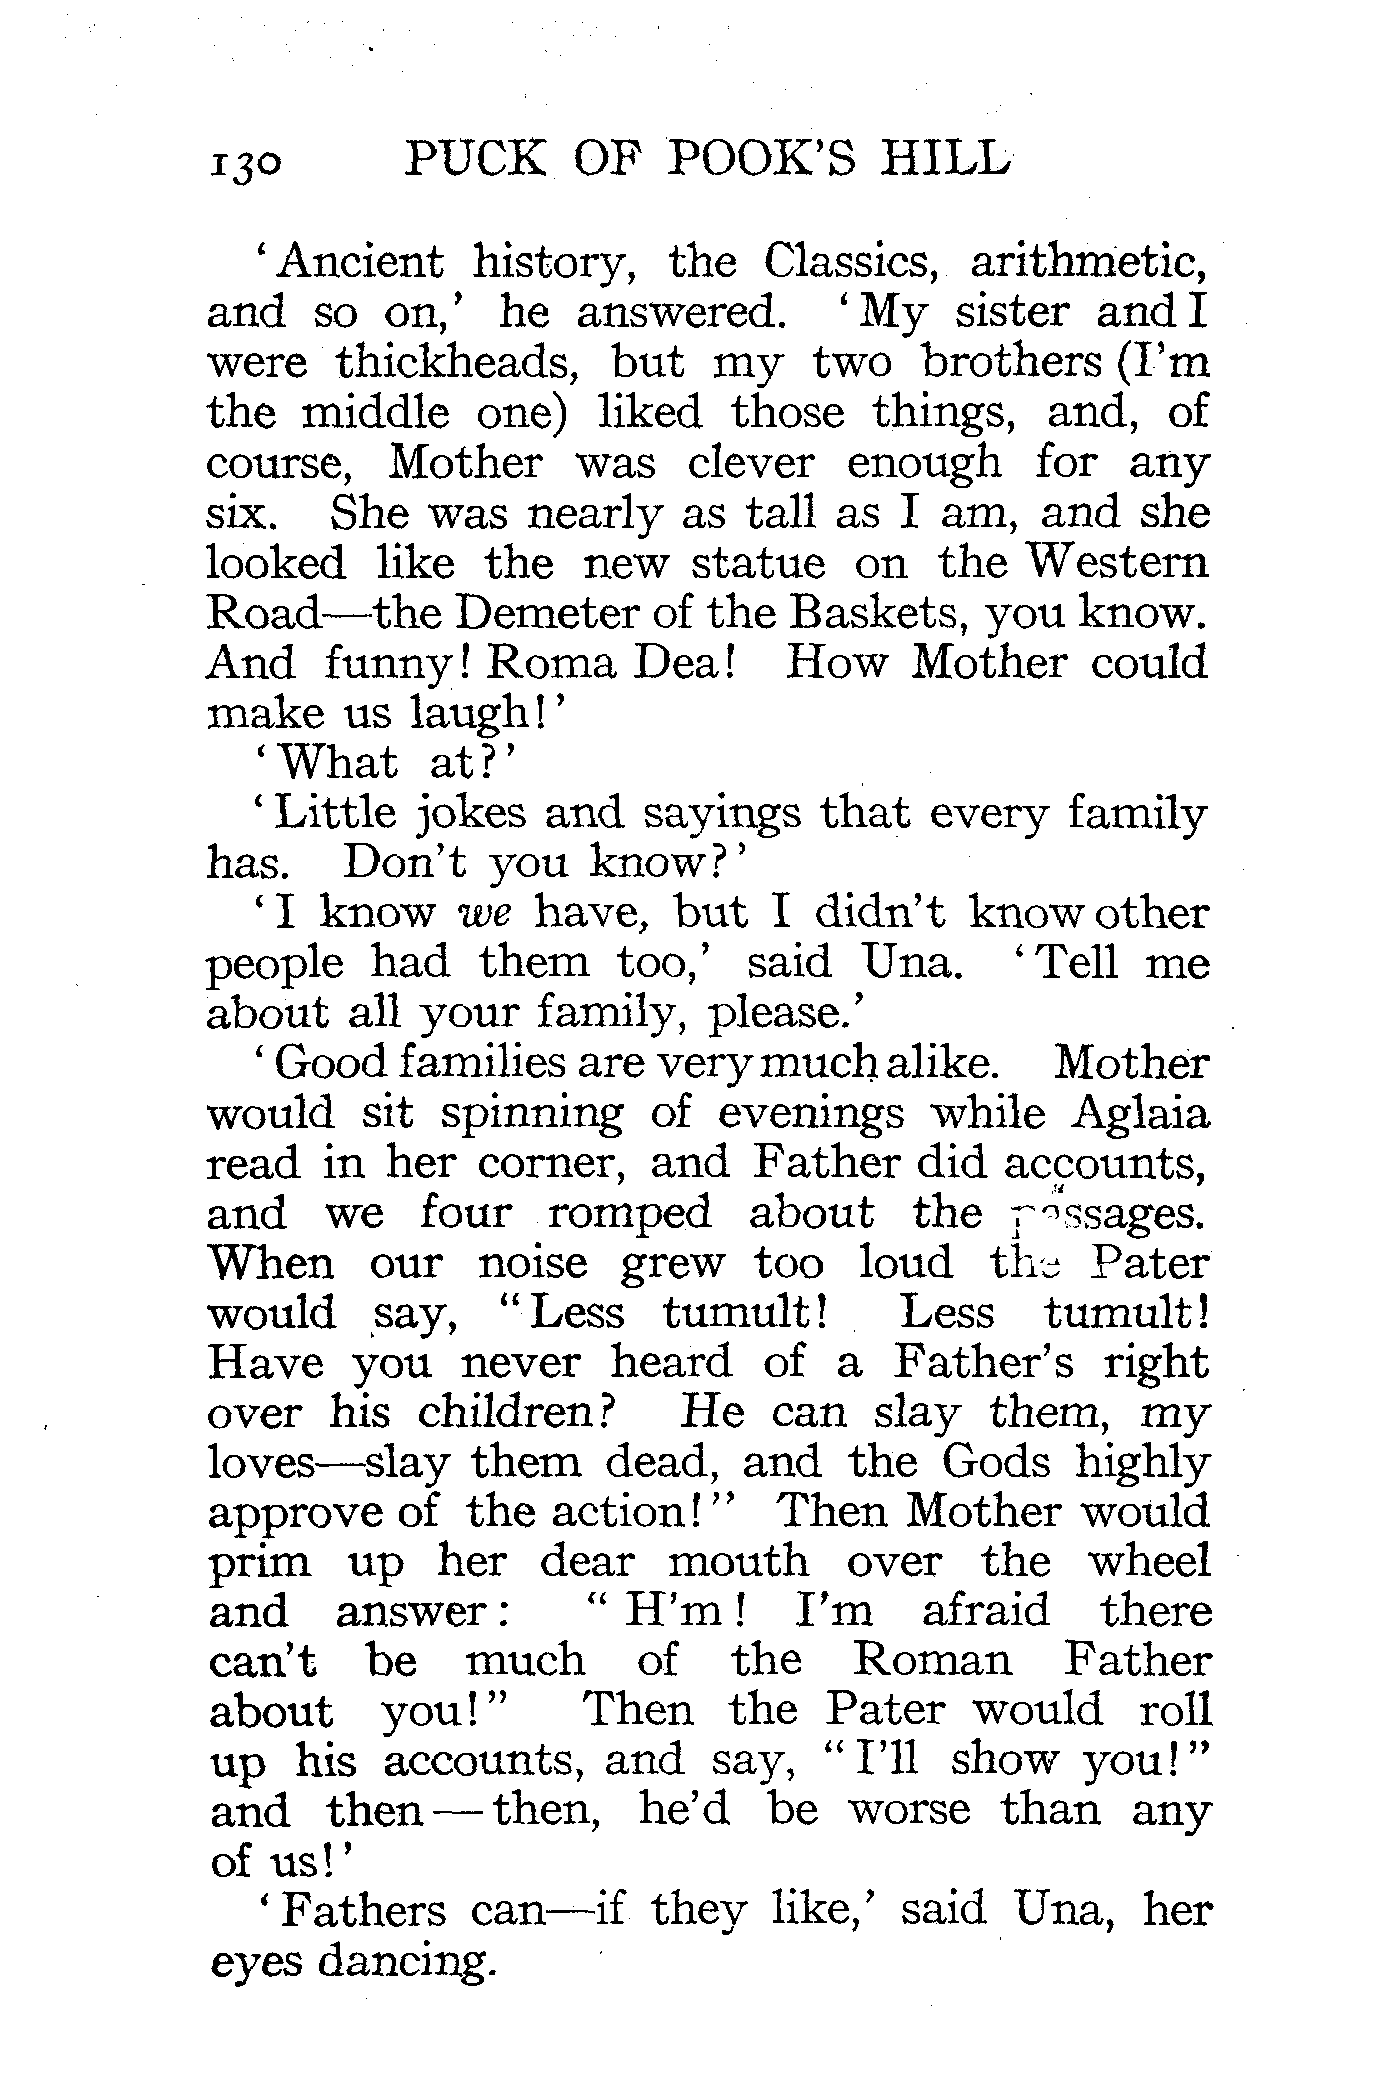 130 PUCK OF POOK'S HILL
‘Ancient history, the Classics, arithmetic,
and so on,’ he answered. ‘My sister and I
were thickheads, but my two brothers (I'm
the middle one) liked those things, and, of
course, Mother was clever enough for any
six. She was nearly as tall as I am, and she
looked like the new statue on the Western
Road—the Demeter of the Baskets, you know.
And funny! Roma Dea! How Mother could
make us laugh!’
‘What at?’
‘Little jokes and sayings that every family
has. Don't you know?’
‘I know we have, but I didn't know other
people had them too,’ said Una. ‘Tell me
about all your family, please.’
‘Good families are very much alike. Mother
would sit spinning of evenings while Aglaia
read in her corner, and Father did accounts,
and we four romped about the passages.
When our noise grew too loud the Pater
would say, “Less tumult! Less tumult!
Have you never heard of a Father's right
over his children? He can slay them, my
loves—slay them dead, and the Gods highly
approve of the action!” Then Mother would
prim up her dear mouth over the wheel
and answer: “H'm! I'm afraid there
can't be much of the Roman Father
about you!” Then the Pater would roll
up his accounts, and say, “I'll show you!”
and then—then, he'd be worse than any
of us!’
‘Fathers can—if they like,’ said Una, her
eyes dancing.